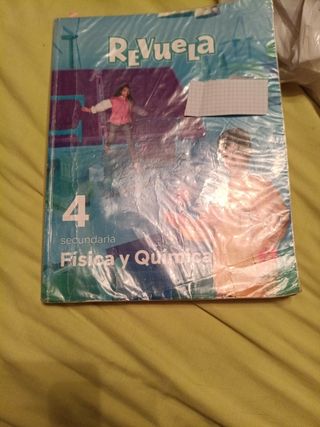 REVUELA
4
secundaria
Física y Química